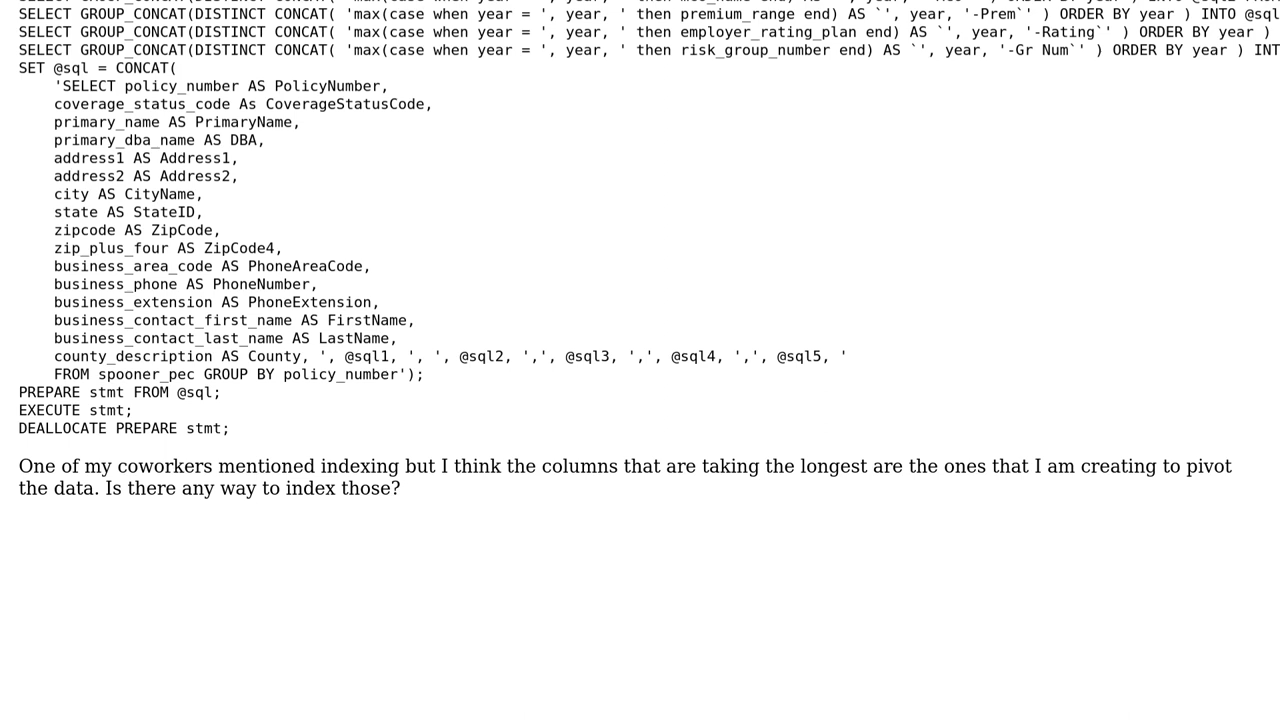 SELECT GROUP_CONCAT(DISTINCT CONCAT( 'max(case when year = ', year, ' then premium_range end) AS `', year, '-Prem`' ) ORDER BY year ) INTO @sql
SELECT GROUP_CONCAT(DISTINCT CONCAT( 'max(case when year = ', year, ' then employer_rating_plan end) AS `', year, '-Rating`' ) ORDER BY year )
SELECT GROUP_CONCAT(DISTINCT CONCAT( 'max(case when year = ', year, ' then risk_group_number end) AS `', year, '-Gr Num`' ) ORDER BY year ) INT
SET @sql = CONCAT(
'SELECT policy_number AS PolicyNumber,
coverage_status_code As CoverageStatusCode,
primary_name AS PrimaryName,
primary_dba_name AS DBA,
address1 AS Address1,
address2 AS Address2,
city AS CityName,
state AS StateID,
zipcode AS ZipCode,
zip_plus_four AS ZipCode4,
business_area_code AS PhoneAreaCode,
business_phone AS PhoneNumber,
business_extension AS PhoneExtension,
business_contact_first_name AS FirstName,
business_contact_last_name AS LastName,
county_description AS County, ', @sql1, ', ', @sql2, ',', @sql3, ',', @sql4, ',', @sql5, '
FROM spooner_pec GROUP BY policy_number');
PREPARE stmt FROM @sql;
EXECUTE stmt;
DEALLOCATE PREPARE stmt;
One of my coworkers mentioned indexing but I think the columns that are taking the longest are the ones that I am creating to pivot
the data. Is there any way to index those?